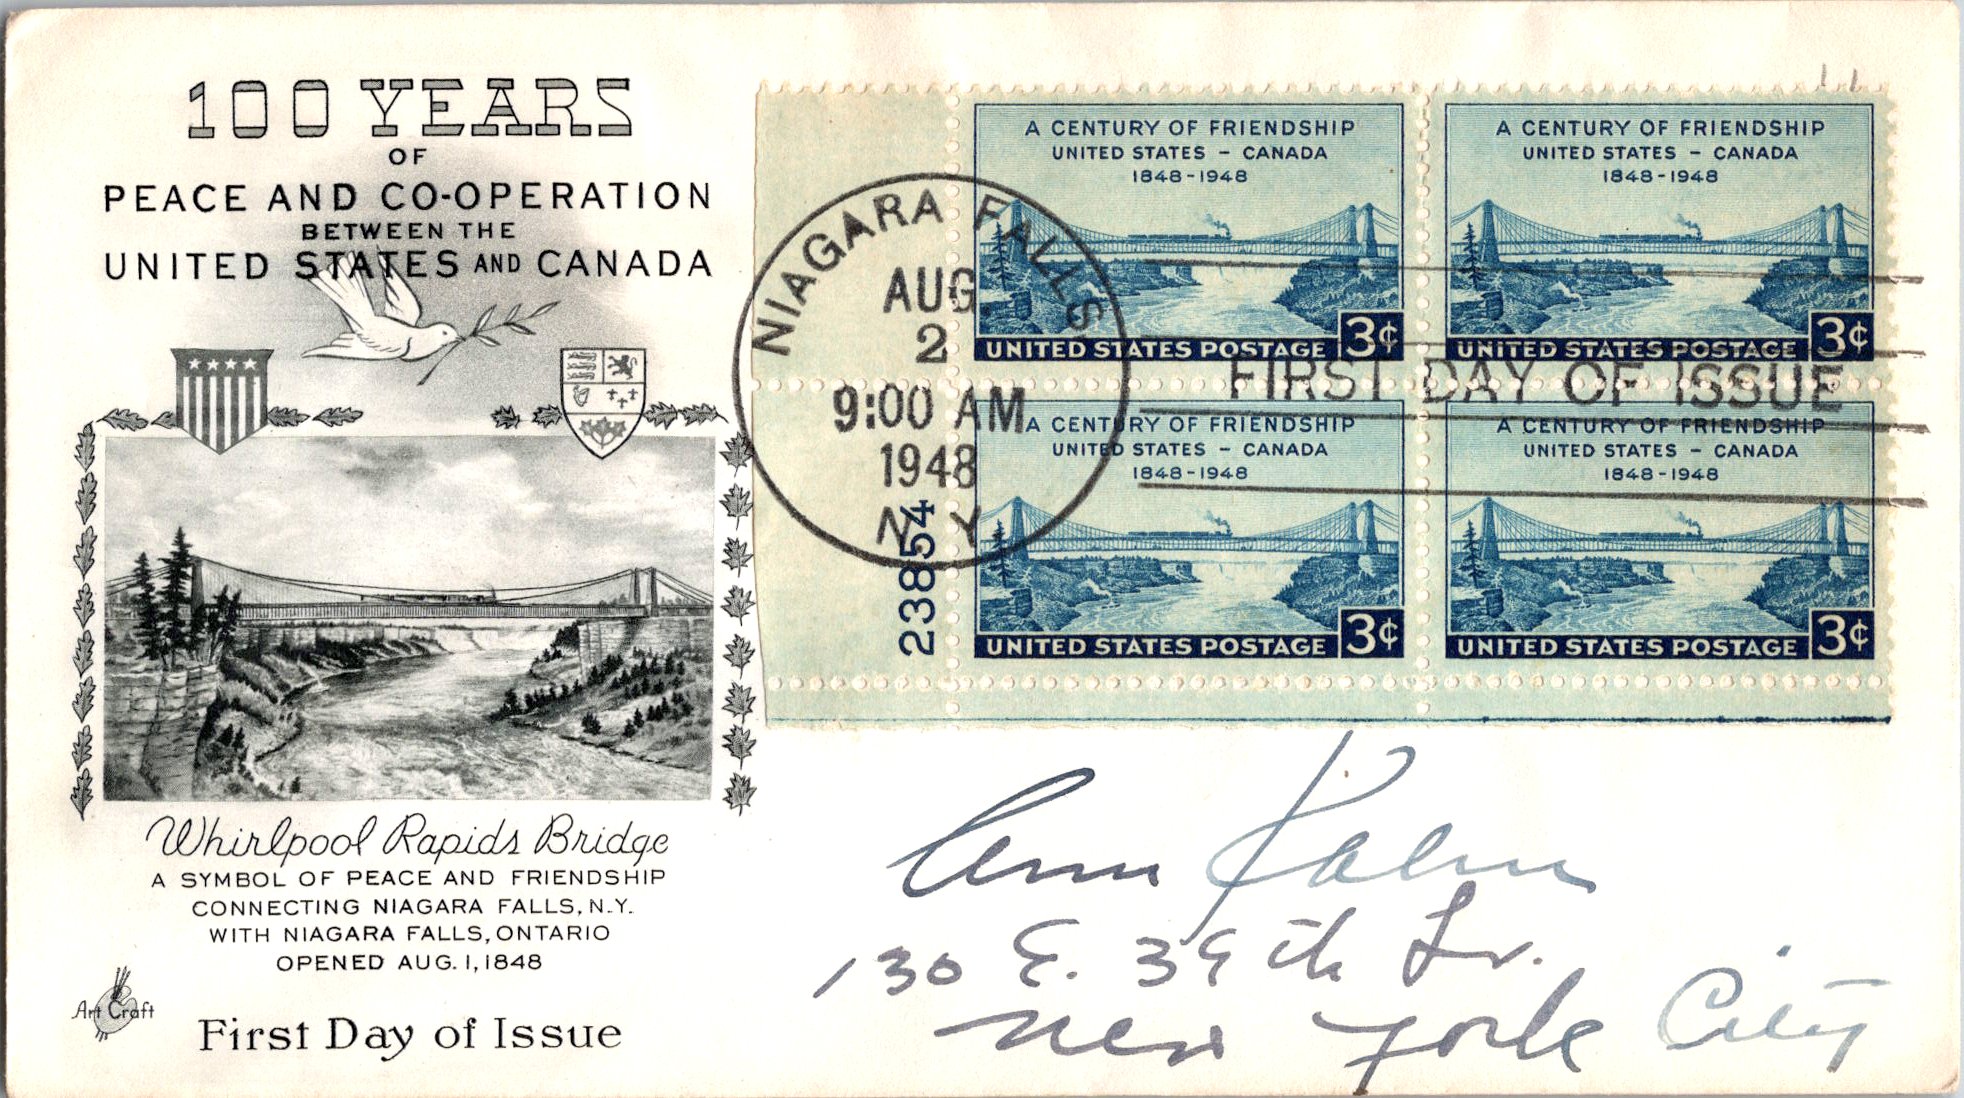 100 YEARS
OF
PEACE AND CO-OPERATION
BETWEEN THE
UNITED STATES AND CANADA
Whirlpool Rapids Bridge
A SYMBOL OF PEACE AND FRIENDSHIP
CONNECTING NIAGARA FALLS, N.Y.
WITH NIAGARA FALLS, ONTARIO
OPENED AUG. 1, 1848
Art Craft
First Day of Issue
NIAGARA FALLS
AUG.
2
9:00 AM
1948
N Y
23854
FIRST DAY OF ISSUE
A CENTURY OF FRIENDSHIP
UNITED STATES - CANADA
1848-1948
3¢
UNITED STATES POSTAGE
A CENTURY OF FRIENDSHIP
UNITED STATES - CANADA
1848-1948
3¢
UNITED STATES POSTAGE
A CENTURY OF FRIENDSHIP
UNITED STATES - CANADA
1848-1948
3¢
UNITED STATES POSTAGE
A CENTURY OF FRIENDSHIP
UNITED STATES - CANADA
1848-1948
3¢
UNITED STATES POSTAGE
Ann
130 E. 39th
New York City